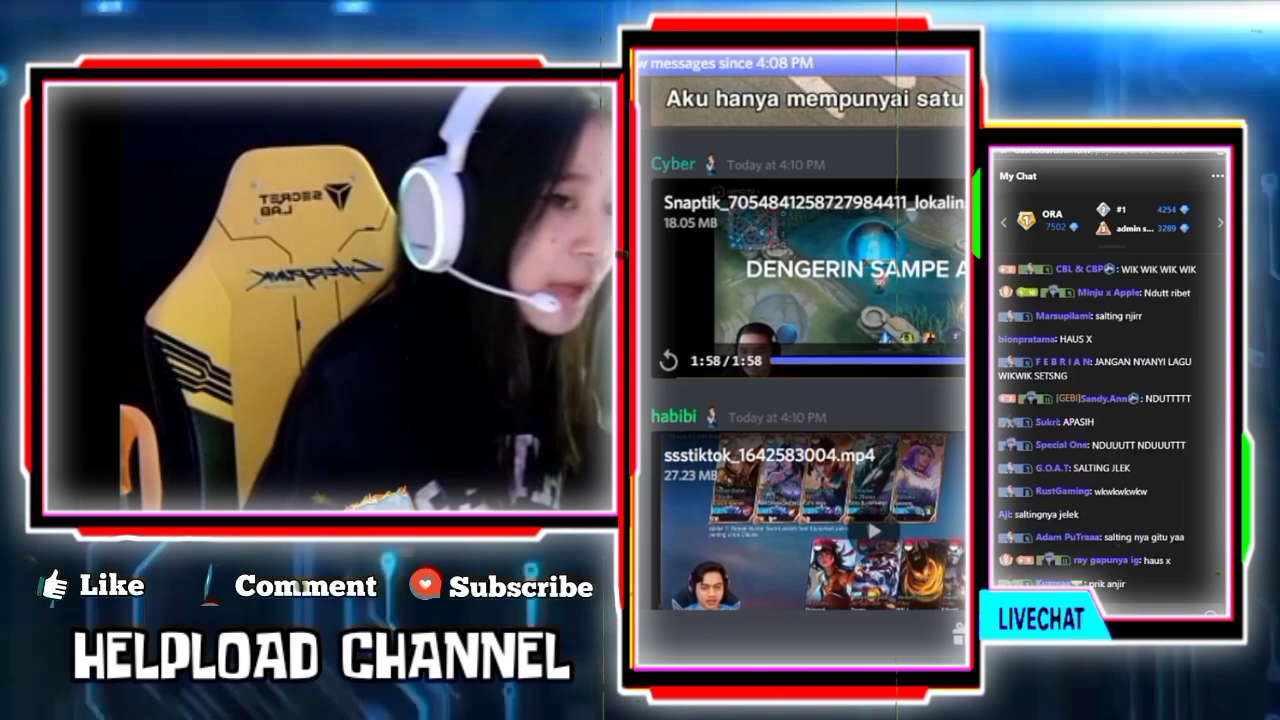 SECRET
LAB
CYBERPUNK
Like
Comment
Subscribe
HELPLOAD CHANNEL
w messages since 4:08 PM
Aku hanya mempunyai satu
Cyber Today at 4:10 PM
Snaptik_7054841258727984411_lokalin
18.05 MB
DENGERIN SAMPE A
1:58 / 1:58
habibi Today at 4:10 PM
ssstiktok_1642583004.mp4
27.23 MB
My Chat
ORA
7502
#1 4254
admin s... 3289
CBL & CBP: WIK WIK WIK WIK
Minju x Apple: Ndutt ribet
Marsupilami: salting njirr
bionpratama: HAUS X
F E B R I A N: JANGAN NYANYI LAGU
WIKWIK SETSNG
[GEBI]Sandy.Ann: NDUTTTTT
Sukri: APASIH
Special One: NDUUUTT NDUUUTTT
G.O.A.T: SALTING JLEK
RustGaming: wkwkwkwkw
Aji: saltingnya jelek
Adam PuTraaa: salting nya gitu yaa
ray gapunya ig: haus x
prik anjir
LIVECHAT